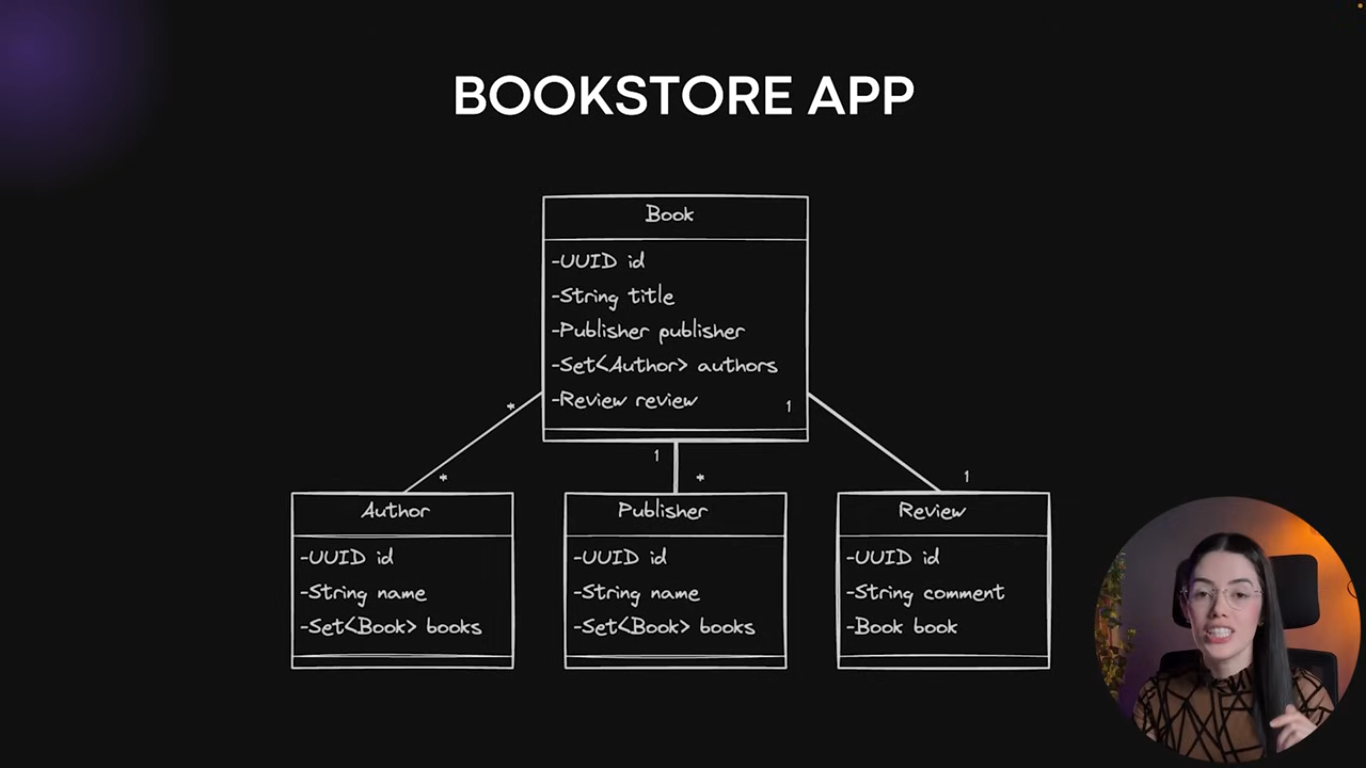 BOOKSTORE APP
Book
-UUID id
-String title
-Publisher publisher
-Set<Author> authors
-Review review
1
*
*
1
*
1
Author
-UUID id
-String name
-Set<Book> books
Publisher
-UUID id
-String name
-Set<Book> books
Review
-UUID id
-String comment
-Book book